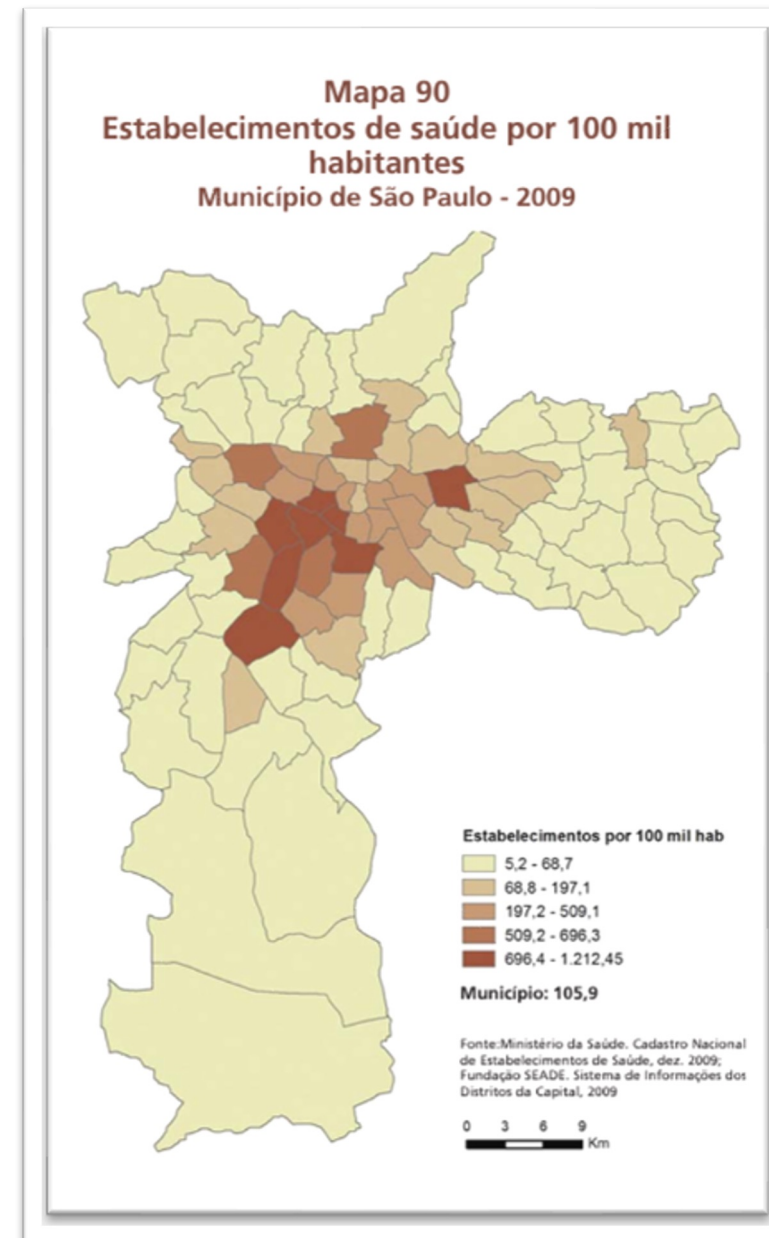 Mapa 90
Estabelecimentos de saúde por 100 mil
habitantes
Município de São Paulo - 2009
Estabelecimentos por 100 mil hab
5,2 - 68,7
68,8 - 197,1
197,2 - 509,1
509,2 - 696,3
696,4 - 1.212,45
Município: 105,9
Fonte:Ministério da Saúde. Cadastro Nacional
de Estabelecimentos de Saúde, dez. 2009;
Fundação SEADE. Sistema de Informações dos
Distritos da Capital, 2009
0 3 6 9
Km